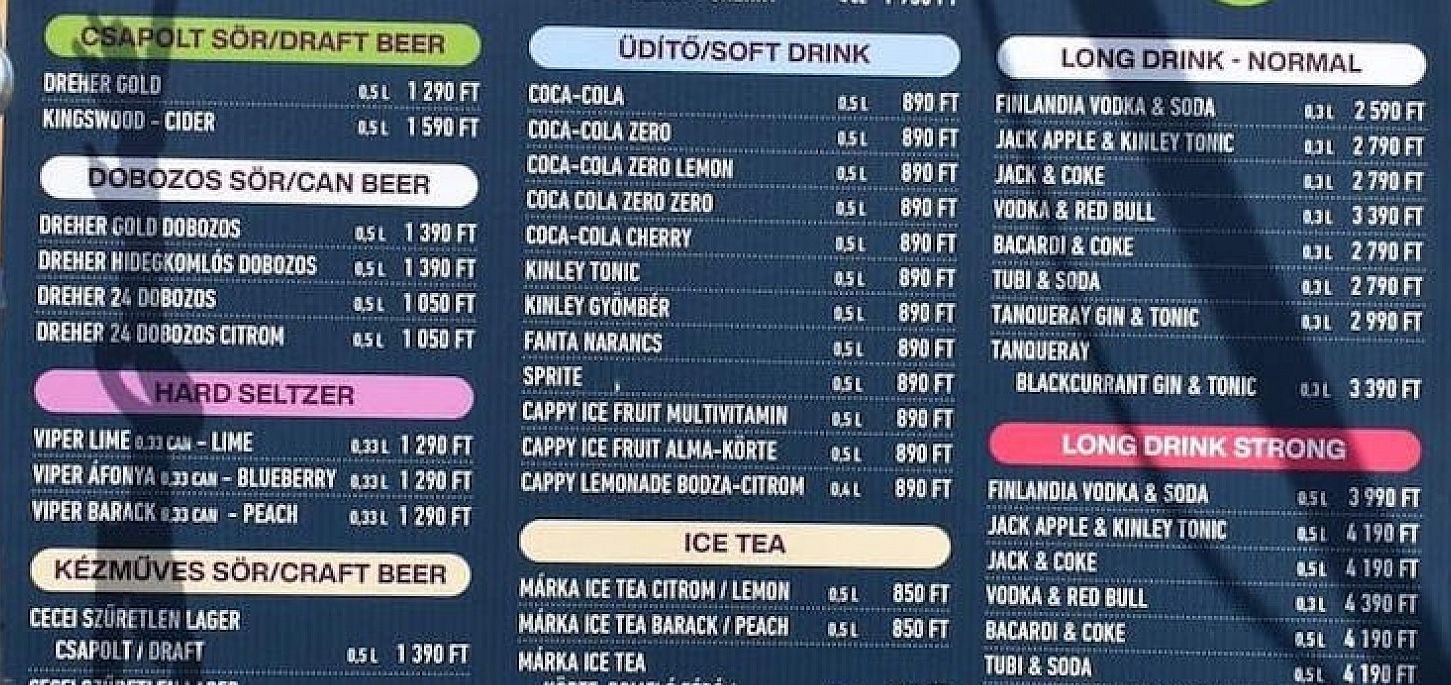 CSAPOLT SÖR/DRAFT BEER
DREHER GOLD 0,5 L 1 290 FT
KINGSWOOD - CIDER 0,5 L 1 590 FT
DOBOZOS SÖR/CAN BEER
DREHER GOLD DOBOZOS 0,5 L 1 390 FT
DREHER HIDEGKOMLÓS DOBOZOS 0,5 L 1 390 FT
DREHER 24 DOBOZOS 0,5 L 1 050 FT
DREHER 24 DOBOZOS CITROM 0,5 L 1 050 FT
HARD SELTZER
VIPER LIME 0.33 CAN - LIME 0,33 L 1 290 FT
VIPER ÁFONYA 0.33 CAN - BLUEBERRY 0,33 L 1 290 FT
VIPER BARACK 0.33 CAN - PEACH 0,33 L 1 290 FT
KÉZMŰVES SÖR/CRAFT BEER
CECEI SZŰRETLEN LAGER
CSAPOLT / DRAFT 0,5 L 1 390 FT
ÜDÍTŐ/SOFT DRINK
COCA-COLA 0,5 L 890 FT
COCA-COLA ZERO 0,5 L 890 FT
COCA-COLA ZERO LEMON 0,5 L 890 FT
COCA COLA ZERO ZERO 0,5 L 890 FT
COCA-COLA CHERRY 0,5 L 890 FT
KINLEY TONIC 0,5 L 890 FT
KINLEY GYÖMBÉR 0,5 L 890 FT
FANTA NARANCS 0,5 L 890 FT
SPRITE 0,5 L 890 FT
CAPPY ICE FRUIT MULTIVITAMIN 0,5 L 890 FT
CAPPY ICE FRUIT ALMA-KÖRTE 0,5 L 890 FT
CAPPY LEMONADE BODZA-CITROM 0,4 L 890 FT
ICE TEA
MÁRKA ICE TEA CITROM / LEMON 0,5 L 850 FT
MÁRKA ICE TEA BARACK / PEACH 0,5 L 850 FT
MÁRKA ICE TEA
LONG DRINK - NORMAL
FINLANDIA VODKA & SODA 0,3 L 2 590 FT
JACK APPLE & KINLEY TONIC 0,3 L 2 790 FT
JACK & COKE 0,3 L 2 790 FT
VODKA & RED BULL 0,3 L 3 390 FT
BACARDI & COKE 0,3 L 2 790 FT
TUBI & SODA 0,3 L 2 790 FT
TANQUERAY GIN & TONIC 0,3 L 2 990 FT
TANQUERAY
BLACKCURRANT GIN & TONIC 0,3 L 3 390 FT
LONG DRINK STRONG
FINLANDIA VODKA & SODA 0,5 L 3 990 FT
JACK APPLE & KINLEY TONIC 0,5 L 4 190 FT
JACK & COKE 0,5 L 4 190 FT
VODKA & RED BULL 0,3 L 4 390 FT
BACARDI & COKE 0,5 L 4 190 FT
TUBI & SODA 0,5 L 4 190 FT